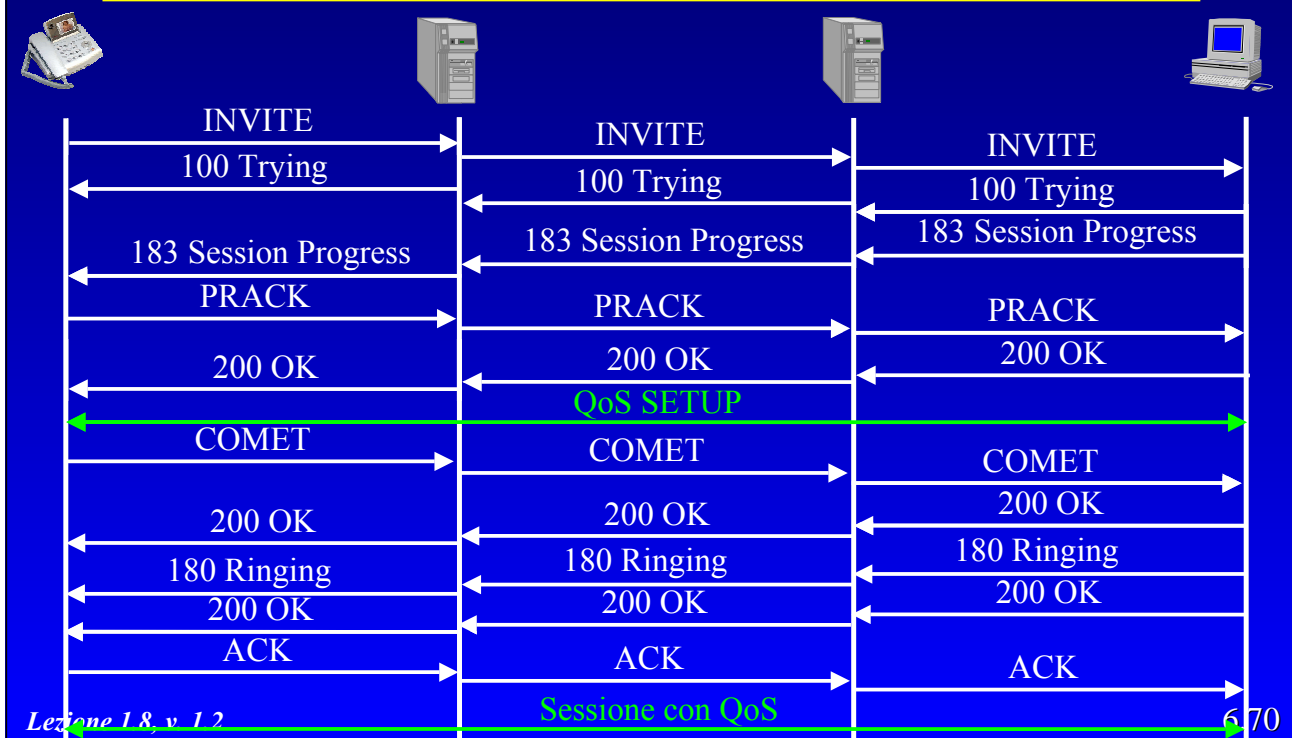 INVITE
INVITE
INVITE
100 Trying
100 Trying
100 Trying
183 Session Progress
183 Session Progress
183 Session Progress
PRACK
PRACK
PRACK
200 OK
200 OK
200 OK
QoS SETUP
COMET
COMET
COMET
200 OK
200 OK
200 OK
180 Ringing
180 Ringing
180 Ringing
200 OK
200 OK
200 OK
ACK
ACK
ACK
Sessione con QoS
Lezione 1.8, v. 1.2
6.70